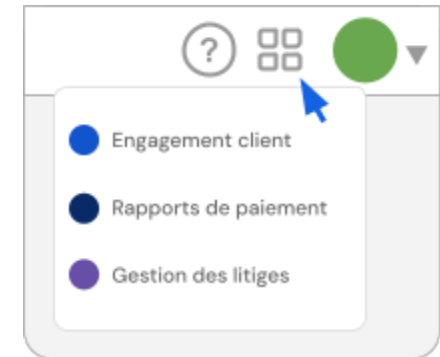 ?
Engagement client
Rapports de paiement
Gestion des litiges